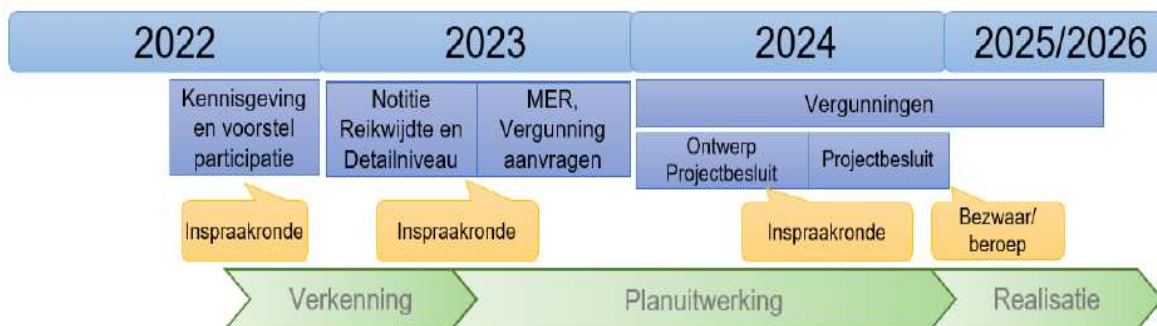 2022
2023
2024
2025/2026
Kennisgeving
en voorstel
participatie
Notitie
Reikwijdte en
Detailniveau
MER,
Vergunning
aanvragen
Vergunningen
Ontwerp
Projectbesluit
Projectbesluit
Inspraakronde
Inspraakronde
Inspraakronde
Bezwaar/
beroep
Verkenning
Planuitwerking
Realisatie